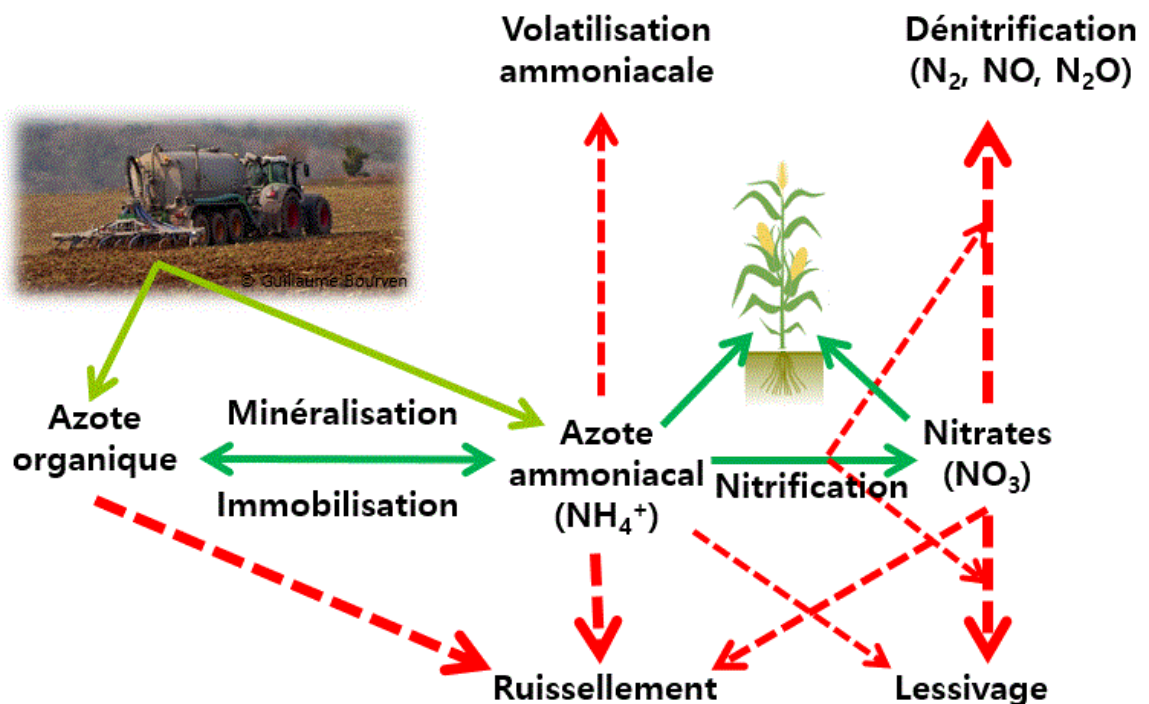 Volatilisation
ammoniacale
Dénitrification
(N₂, NO, N₂O)
© Guillaume Bourven
Azote
organique
Minéralisation
Immobilisation
Azote
ammoniacal
(NH₄⁺)
Nitrification
Nitrates
(NO₃)
Ruissellement
Lessivage